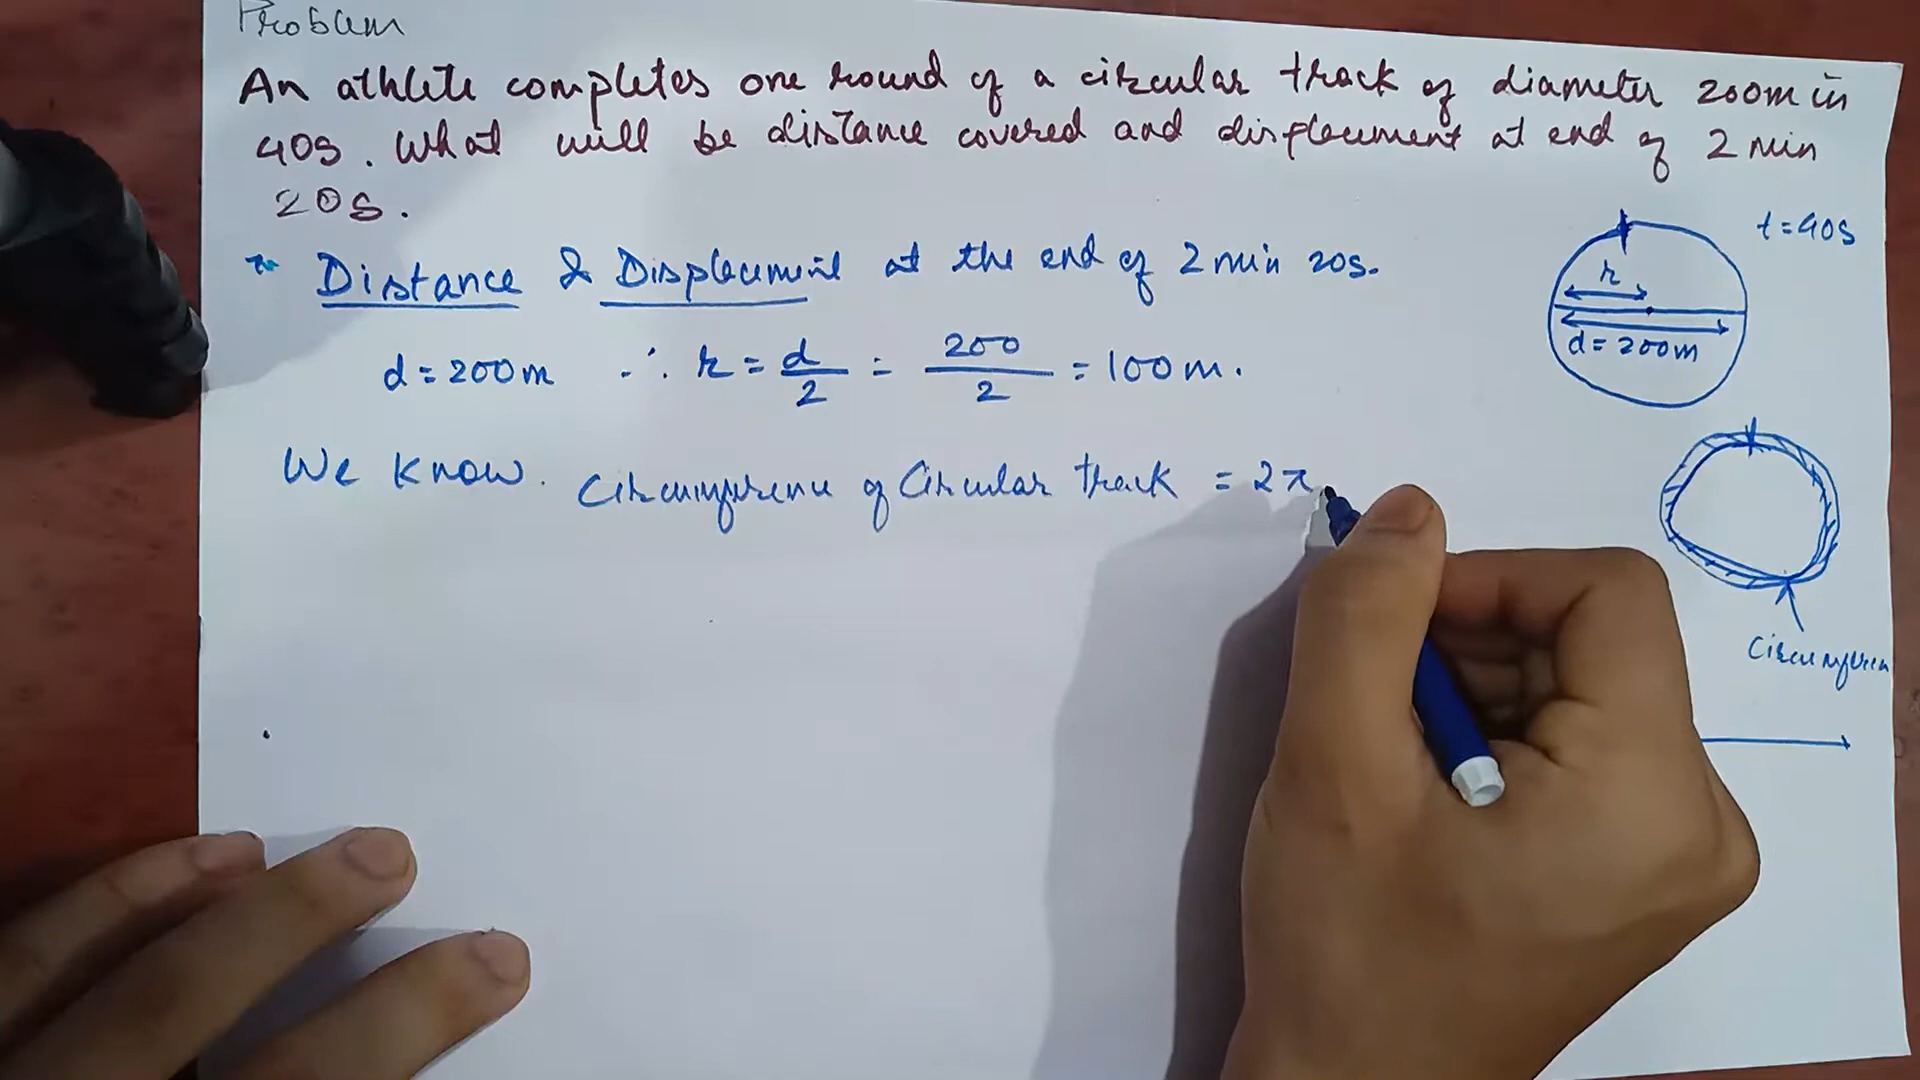 Problem
An athlete completes one round of a circular track of diameter 200m in
40s. What will be distance covered and displacement at end of 2 min
20s.
t=40s
r
d=200m
Distance & Displacement at the end of 2 min 20s.
d=200m ∴ r = d/2 = 200/2 = 100m.
We know. Circumference of Circular track = 2π
Circumferen